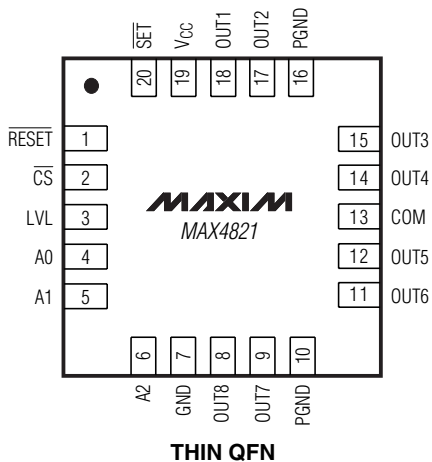 SET VCC OUT1 OUT2 PGND
20 19 18 17 16
RESET 1 15 OUT3
CS 2 14 OUT4
LVL 3 MAXIM 13 COM
MAX4821
A0 4 12 OUT5
A1 5 11 OUT6
6 7 8 9 10
A2 GND OUT8 OUT7 PGND
THIN QFN